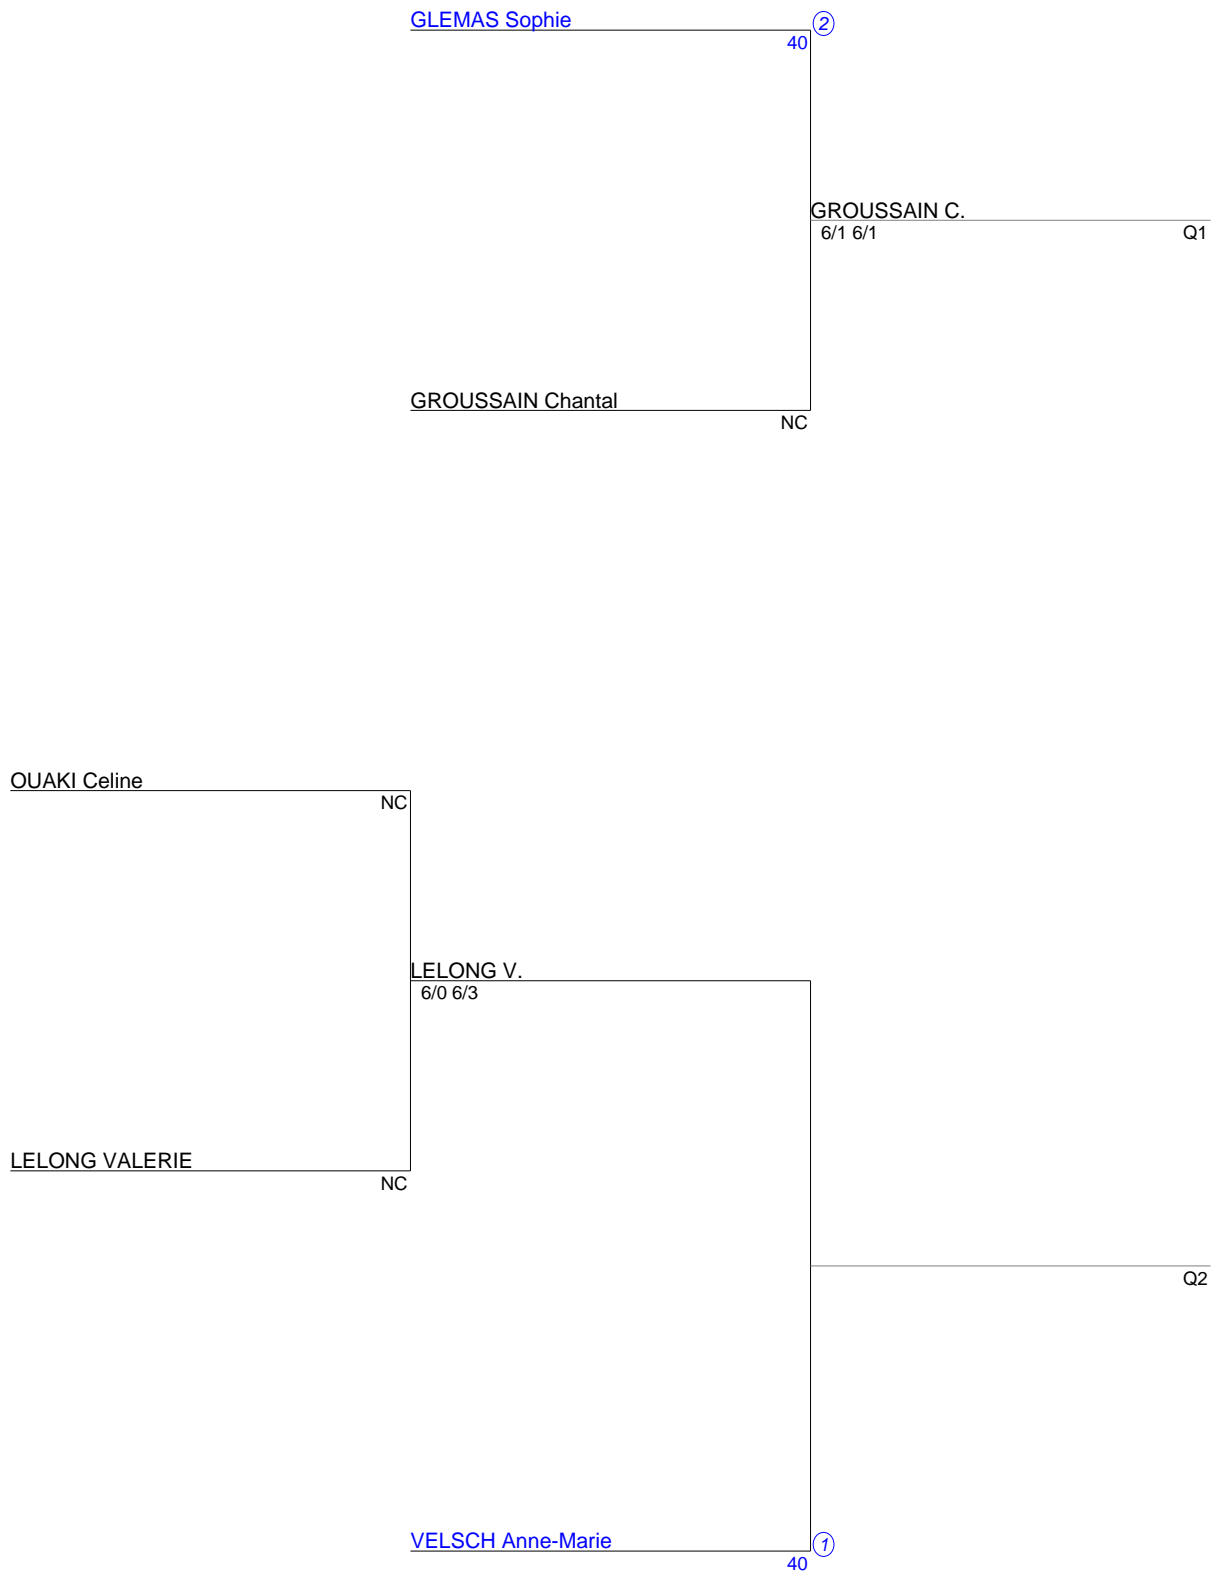 GLEMAS Sophie
2
40
GROUSSAIN C.
6/1 6/1
Q1
GROUSSAIN Chantal
NC
OUAKI Celine
NC
LELONG V.
6/0 6/3
LELONG VALERIE
NC
Q2
VELSCH Anne-Marie
1
40